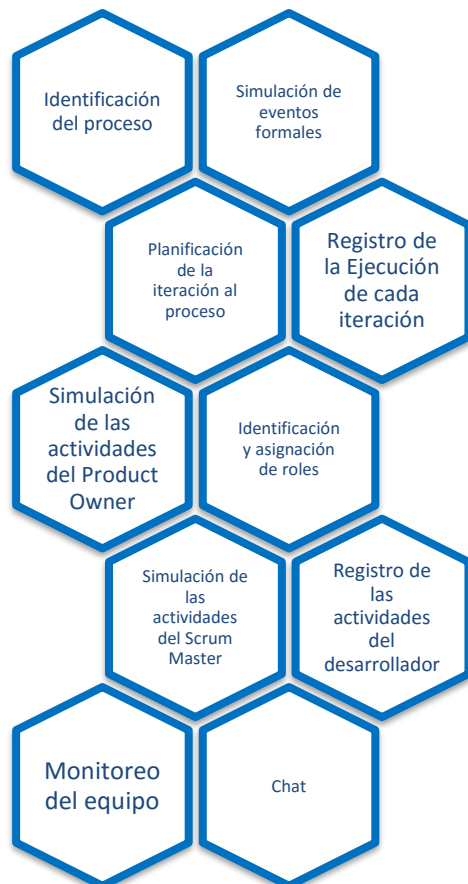 Identificación
del proceso
Simulación de
eventos
formales
Planificación
de la
iteración al
proceso
Registro de
la Ejecución
de cada
iteración
Simulación
de las
actividades
del Product
Owner
Identificación
y asignación
de roles
Simulación de
las
actividades
del Scrum
Master
Registro de
las
actividades
del
desarrollador
Monitoreo
del equipo
Chat